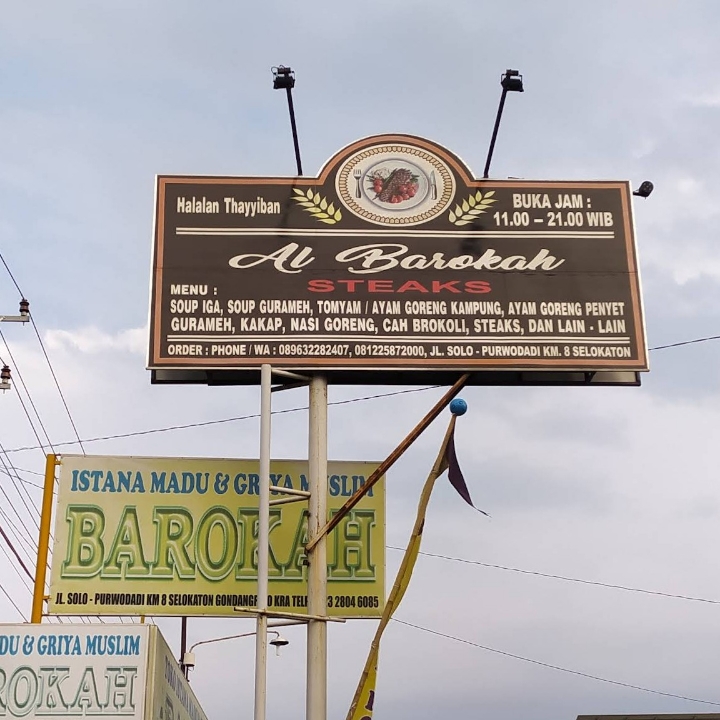 Halalan Thayyiban
BUKA JAM :
11.00 – 21.00 WIB
Al Barokah
STEAKS
MENU :
SOUP IGA, SOUP GURAMEH, TOMYAM / AYAM GORENG KAMPUNG, AYAM GORENG PENYET
GURAMEH, KAKAP, NASI GORENG, CAH BROKOLI, STEAKS, DAN LAIN - LAIN
ORDER : PHONE / WA : 089632282407, 081225872000, JL. SOLO - PURWODADI KM. 8 SELOKATON
ISTANA MADU & GRIYA MUSLIM
BAROKAH
JL. SOLO - PURWODADI KM 8 SELOKATON 2804 6085
DU & GRIYA MUSLIM
ROKAH